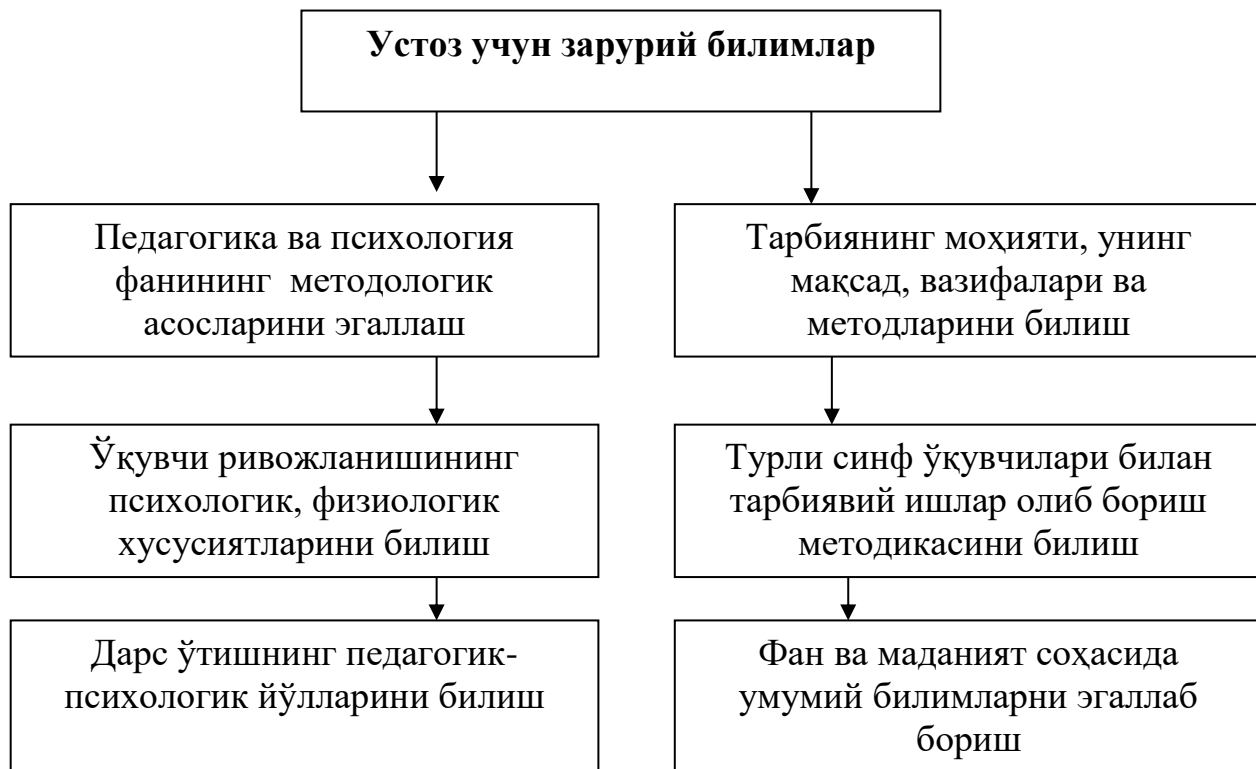 Устоз учун зарурий билимлар
Педагогика ва психология
фанининг методологик
асосларини эгаллаш
Тарбиянинг моҳияти, унинг
мақсад, вазифалари ва
методларини билиш
Ўқувчи ривожланишининг
психологик, физиологик
хусусиятларини билиш
Турли синф ўқувчилари билан
тарбиявий ишлар олиб бориш
методикасини билиш
Дарс ўтишнинг педагогик-
психологик йўлларини билиш
Фан ва маданият соҳасида
умумий билимларни эгаллаб
бориш